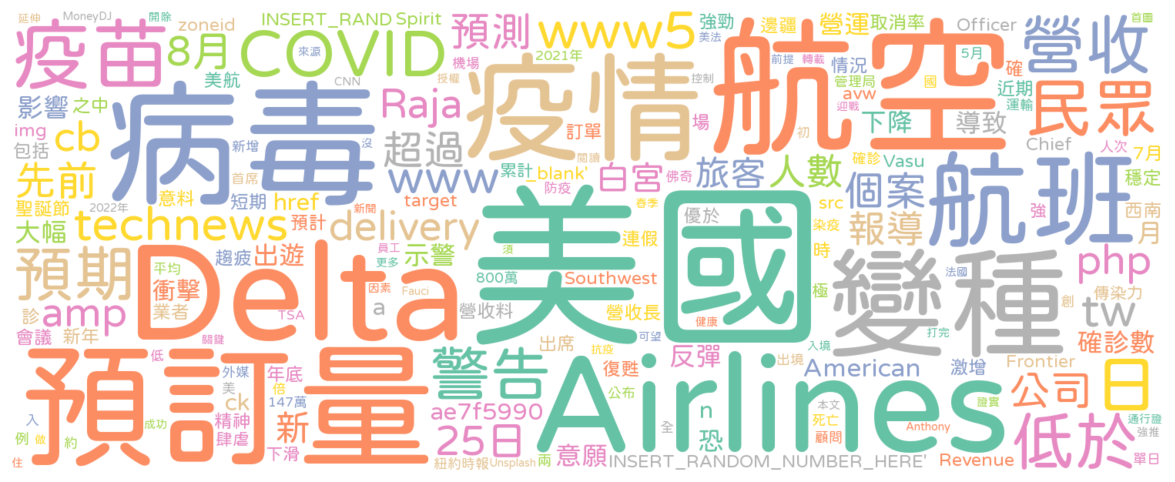 疫苗
8月
zoneid
INSERT_RAND
Spirit
開除
延伸
MoneyDJ
COVID
來源
CNN
美航
預測
www5
2021年
機場
授權
疫情
強勁
美法
邊疆
營運
取消率
Officer
首圖
前提
轉載
情況
5月
管理局
控制
avw
國
迎戰
初
航空
營收
確
近期
運輸
民眾
影響
之中
img
cb
包括
先前
新增
首席
病毒
沒
Raja
超過
www
訂單
場
閱讀
累計
blank'
白宮
佛奇
旅客
人數
下降
導致
Chief
確診
Vasu
人次
7月
穩定
聖誕節
2022年
意料
短期
href
target
防疫
春季
src
個案
航班
西南
大幅
technews
預計
delivery
優於
染疫
強
月
連假
時
報導
新聞
趨疲
出遊
員工
更多
示警
800萬
須
美國
極
法國
變種
創
傳染力
php
tw
預期
平均
衝擊
因素
Fauci
Southwest
營收料
營收長
健康
可望
amp
業者
Delta
TSA
a
診
會議
新年
關鍵
出席
抗疫
復甦
反彈
入境
出境
打完
確診數
預訂量
低
年底
外媒
美
倍
147萬
ck
警告
ae7f5990
25日
公布
Airlines
n
恐
American
激增
Frontier
公司
日
證實
入
例
做
約
成功
精神
肆虐
新
下滑
紐約時報
Unsplash
兩
意願
全
本文
死亡
顧問
Anthony
低於
通行證
強推
住
INSERT_RANDOM_NUMBER_HERE'
Revenue
單日